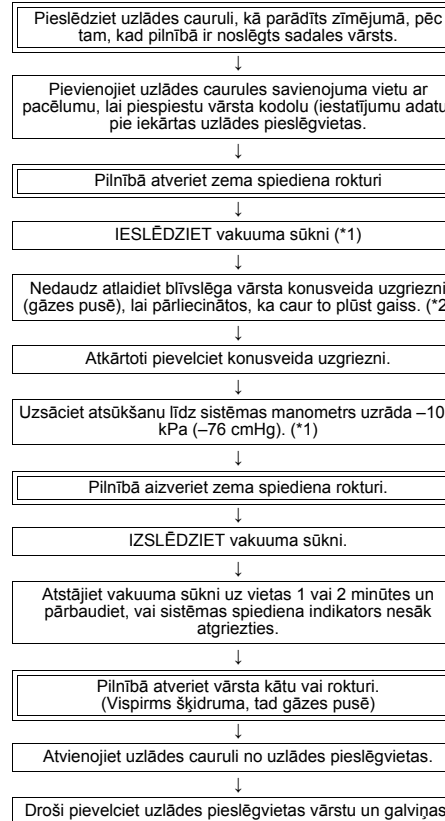 Pieslēdziet uzlādes cauruli, kā parādīts zīmējumā, pēc
tam, kad pilnībā ir noslēgts sadales vārsts.
↓
Pievienojiet uzlādes caurules savienojuma vietu ar
pacēlumu, lai piespiestu vārsta kodolu (iestatījumu adatu
pie iekārtas uzlādes pieslēgvietas.
↓
Pilnībā atveriet zema spiediena rokturi
↓
IESLĒDZIET vakuuma sūkni (*1)
↓
Nedaudz atlaidiet blīvslēga vārsta konusveida uzgriezni
(gāzes pusē), lai pārliecinātos, ka caur to plūst gaiss. (*2
↓
Atkārtoti pievelciet konusveida uzgriezni.
↓
Uzsāciet atsūkšanu līdz sistēmas manometrs uzrāda –10
kPa (–76 cmHg). (*1)
↓
Pilnībā aizveriet zema spiediena rokturi.
↓
IZSLĒDZIET vakuuma sūkni.
↓
Atstājiet vakuuma sūkni uz vietas 1 vai 2 minūtes un
pārbaudiet, vai sistēmas spiediena indikators nesāk
atgriezties.
↓
Pilnībā atveriet vārsta kātu vai rokturi.
(Vispirms šķidruma, tad gāzes pusē)
↓
Atvienojiet uzlādes cauruli no uzlādes pieslēgvietas.
↓
Droši pievelciet uzlādes pieslēgvietas vārstu un galviņas